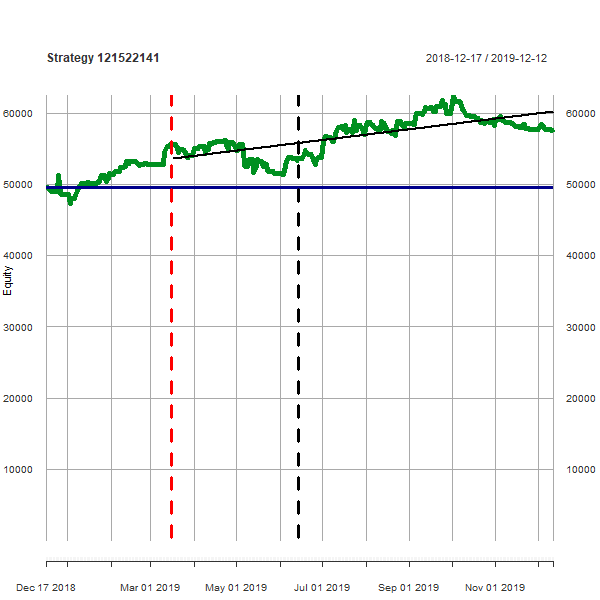 Strategy 121522141
2018-12-17 / 2019-12-12
60000
60000
50000
50000
40000
40000
Equity
30000
30000
20000
20000
10000
10000
Dec 17 2018
Mar 01 2019
May 01 2019
Jul 01 2019
Sep 01 2019
Nov 01 2019